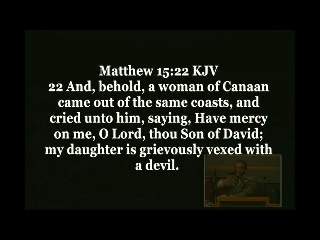 Matthew 15:22 KJV
22 And, behold, a woman of Canaan
came out of the same coasts, and
cried unto him, saying, Have mercy
on me, O Lord, thou Son of David;
my daughter is grievously vexed with
a devil.